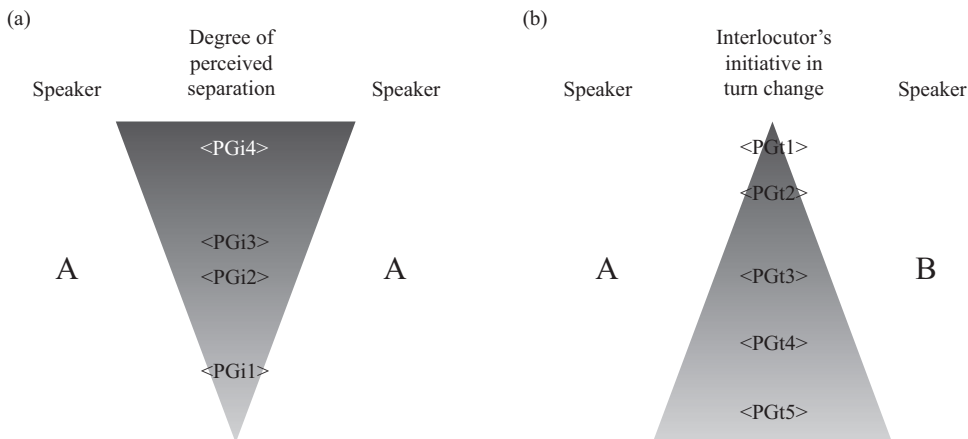 (a)
Degree of
perceived
separation
Speaker
Speaker
<PGi4>
<PGi3>
<PGi2>
<PGi1>
A
A
(b)
Interlocutor's
initiative in
turn change
Speaker
Speaker
<PGt1>
<PGt2>
<PGt3>
<PGt4>
<PGt5>
A
B